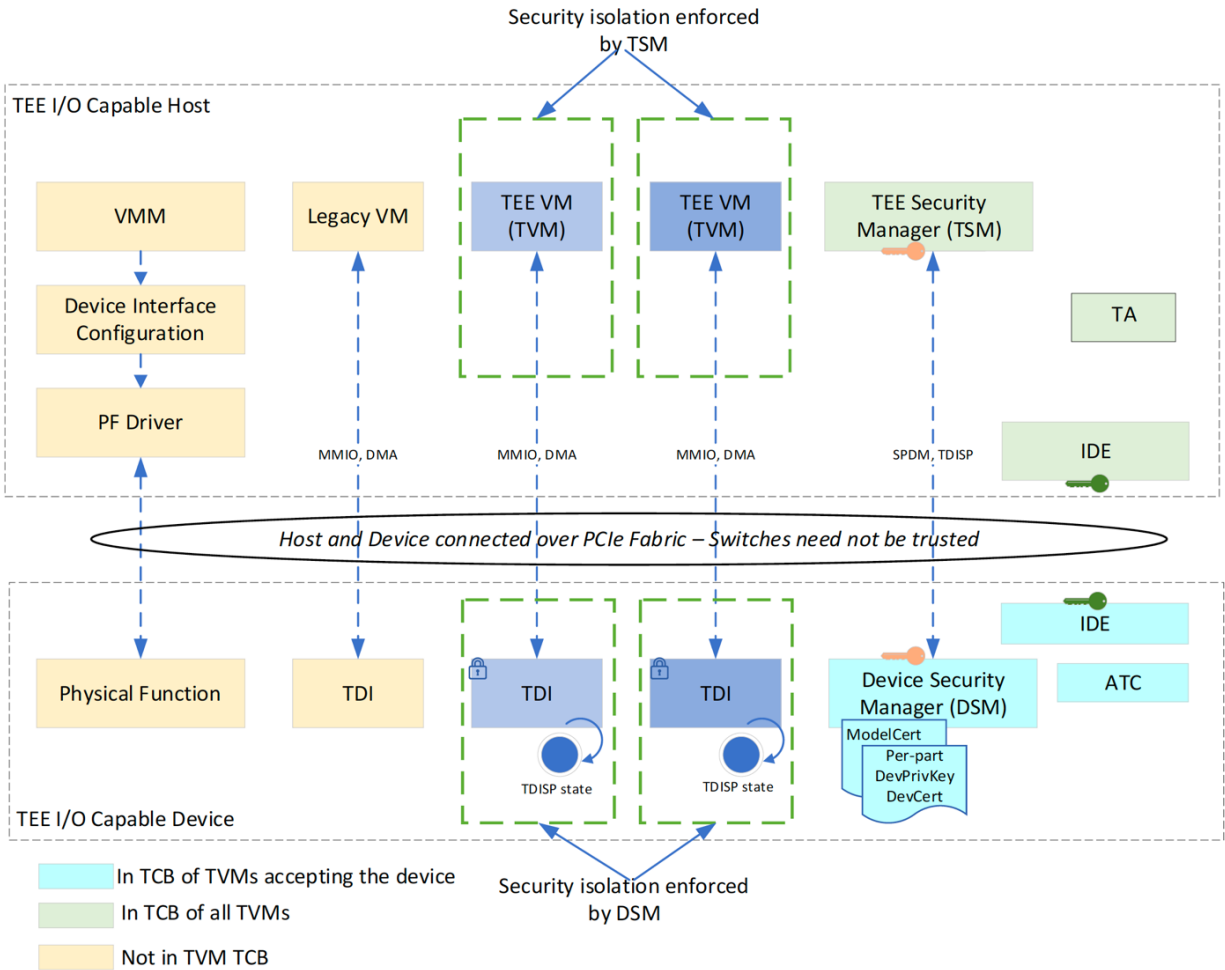 Security isolation enforced
by TSM
TEE I/O Capable Host
VMM
Legacy VM
TEE VM
(TVM)
TEE VM
(TVM)
TEE Security
Manager (TSM)
Device Interface
Configuration
TA
PF Driver
MMIO, DMA
MMIO, DMA
MMIO, DMA
SPDM, TDISP
IDE
Host and Device connected over PCIe Fabric – Switches need not be trusted
IDE
Physical Function
TDI
TDI
TDI
Device Security
Manager (DSM)
ATC
ModelCert
Per-part
DevPrivKey
DevCert
TDISP state
TDISP state
TEE I/O Capable Device
In TCB of TVMs accepting the device
Security isolation enforced
by DSM
In TCB of all TVMs
Not in TVM TCB